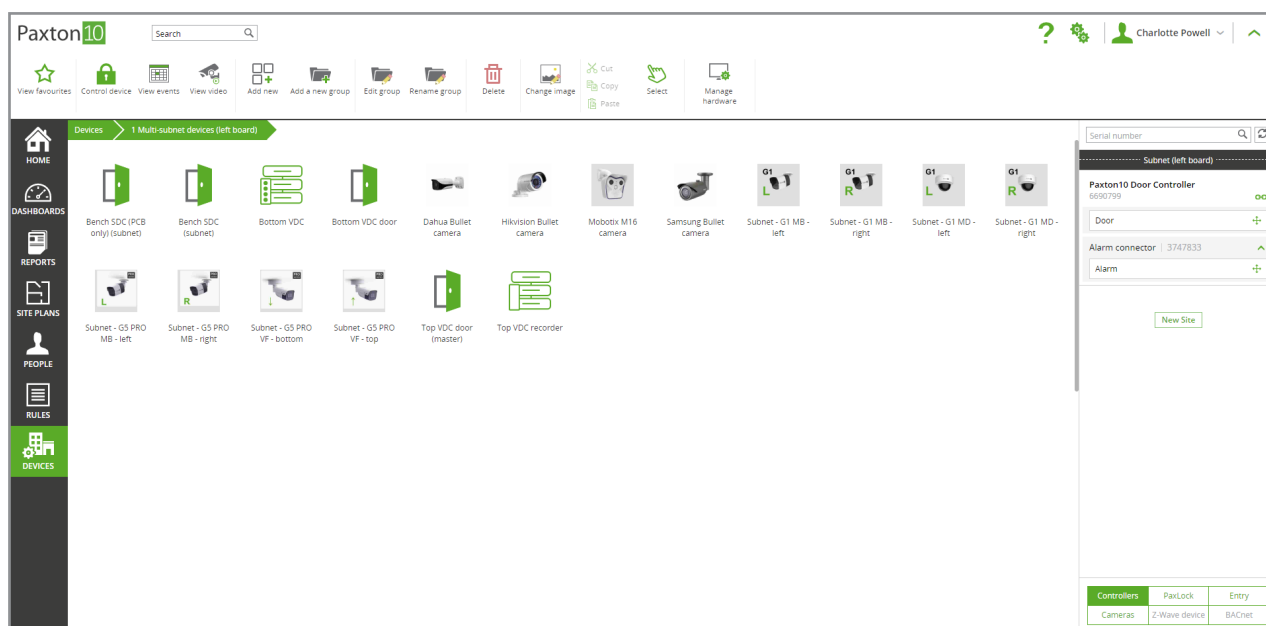 Paxton10
Search
?
Charlotte Powell
View favourites
Control device
View events
View video
Add new
Add a new group
Edit group
Rename group
Delete
Change image
Cut
Copy
Paste
Select
Manage
hardware
HOME
DASHBOARDS
REPORTS
SITE PLANS
PEOPLE
RULES
DEVICES
Devices
1 Multi-subnet devices (left board)
Bench SDC (PCB
only) (subnet)
Bench SDC
(subnet)
Bottom VDC
Bottom VDC door
Dahua Bullet
camera
Hikvision Bullet
camera
Mobotix M16
camera
Samsung Bullet
camera
G1
L
Subnet - G1 MB -
left
G1
R
Subnet - G1 MB -
right
G1
L
Subnet - G1 MD -
left
G1
R
Subnet - G1 MD -
right
L
Subnet - G5 PRO
MB - left
R
Subnet - G5 PRO
MB - right
Subnet - G5 PRO
VF - bottom
Subnet - G5 PRO
VF - top
Top VDC door
(master)
Top VDC recorder
Serial number
Subnet (left board)
Paxton10 Door Controller
6690799
Door
Alarm connector | 3747833
Alarm
New Site
Controllers
PaxLock
Entry
Cameras
Z-Wave device
BACnet